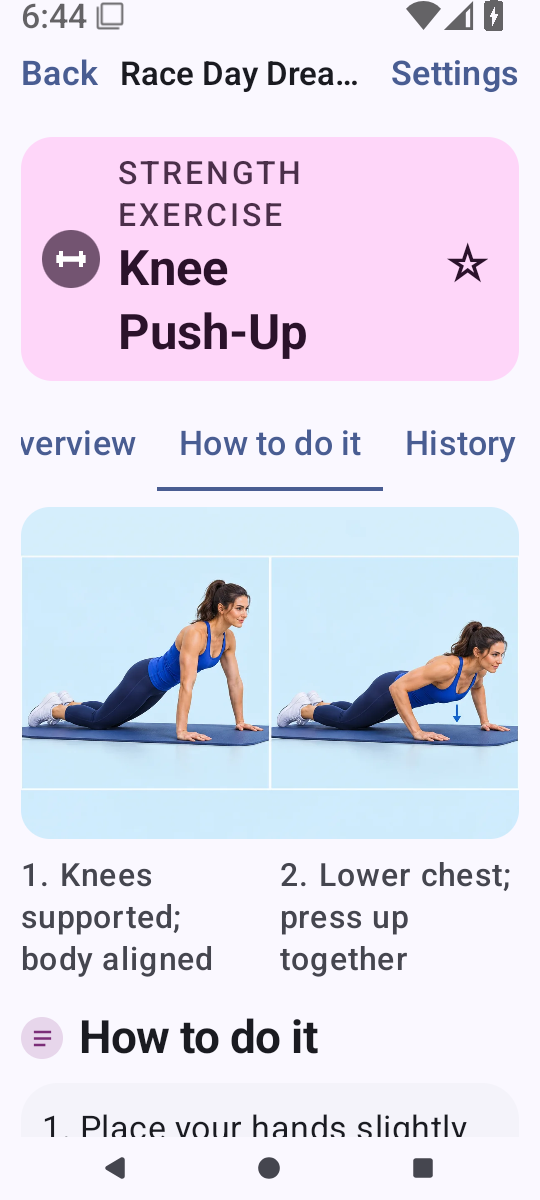 6:44
Back Race Day Drea... Settings
STRENGTH
EXERCISE
Knee
Push-Up
verview How to do it History
1. Knees
supported;
body aligned
2. Lower chest;
press up
together
How to do it
1. Place your hands slightly